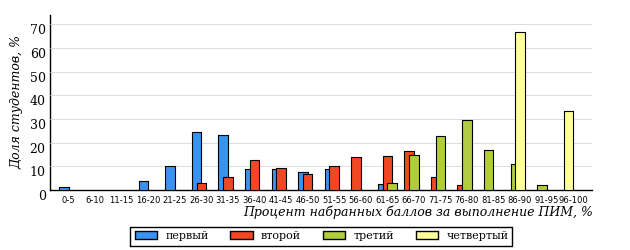 Доля студентов, %
70
60
50
40
30
20
10
0
0-5 6-10 11-15 16-20 21-25 26-30 31-35 36-40 41-45 46-50 51-55 56-60 61-65 66-70 71-75 76-80 81-85 86-90 91-95 96-100
Процент набранных баллов за выполнение ПИМ, %
первый второй третий четвертый